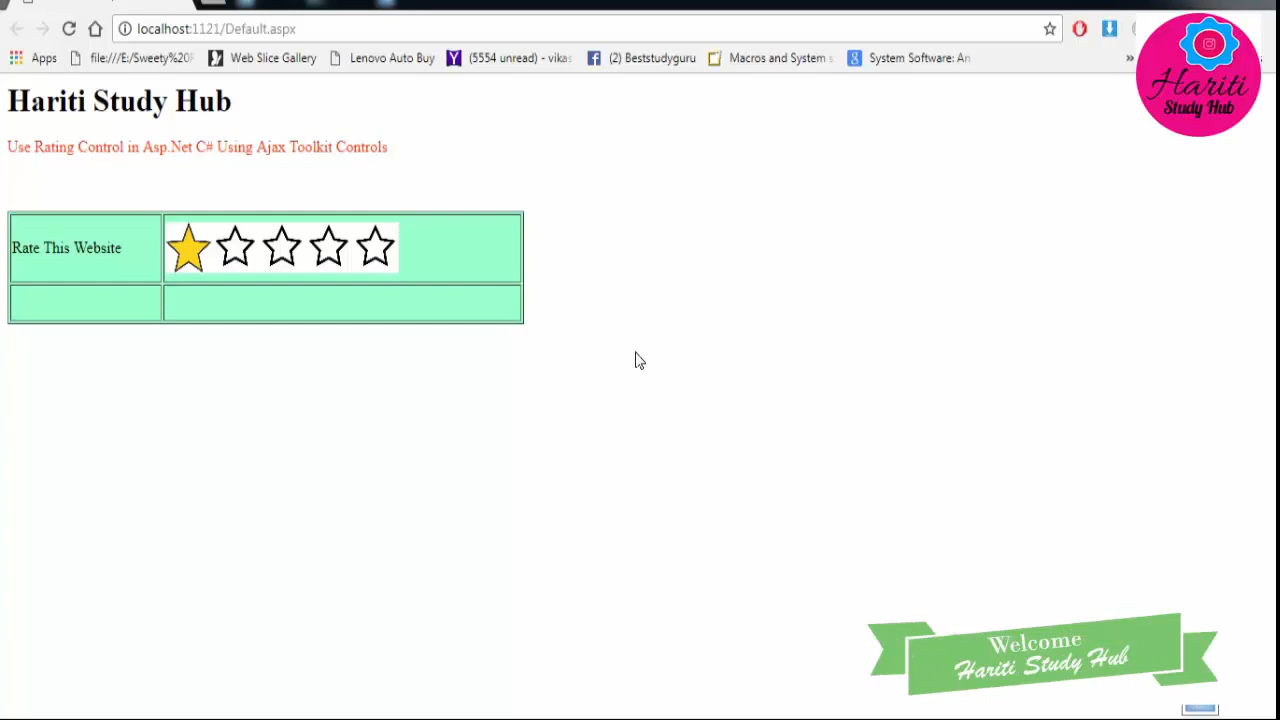 localhost:1121/Default.aspx
Apps file:///E:/Sweety%20F Web Slice Gallery Lenovo Auto Buy (5554 unread) - vikas (2) Beststudyguru Macros and System s System Software: An »
Hariti
Study Hub
Hariti Study Hub
Use Rating Control in Asp.Net C# Using Ajax Toolkit Controls
Rate This Website
Welcome
Hariti Study Hub